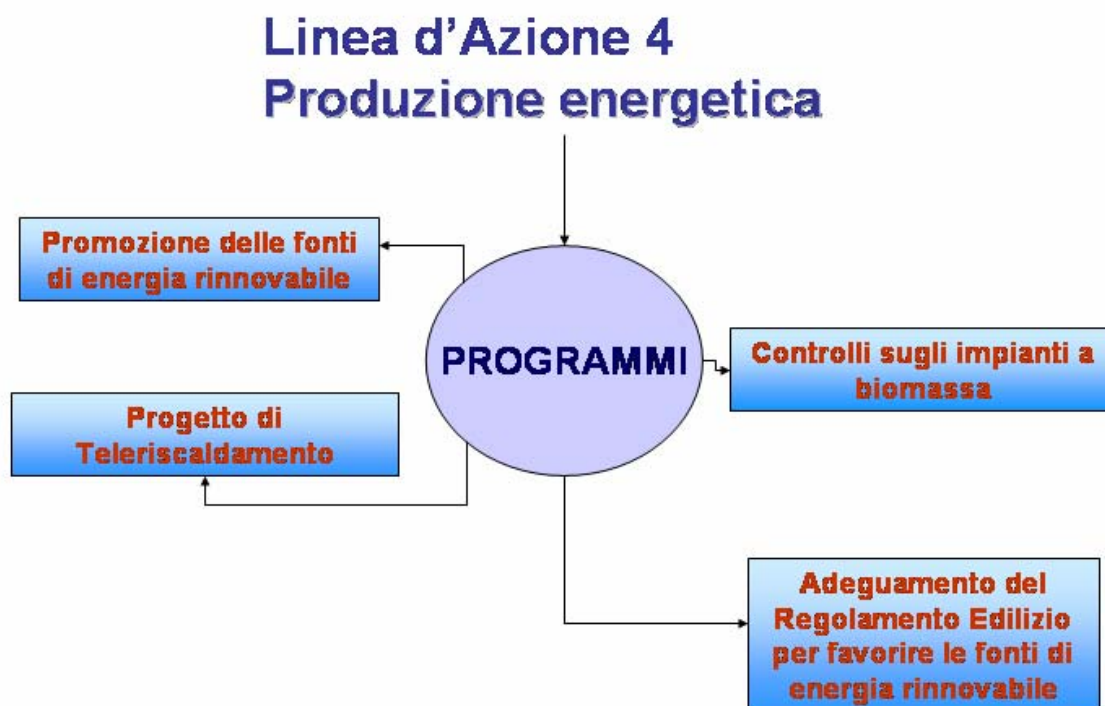 Linea d'Azione 4
Produzione energetica
Promozione delle fonti
di energia rinnovabile
PROGRAMMI
Controlli sugli impianti a
biomassa
Progetto di
Teleriscaldamento
Adeguamento del
Regolamento Edilizio
per favorire le fonti di
energia rinnovabile